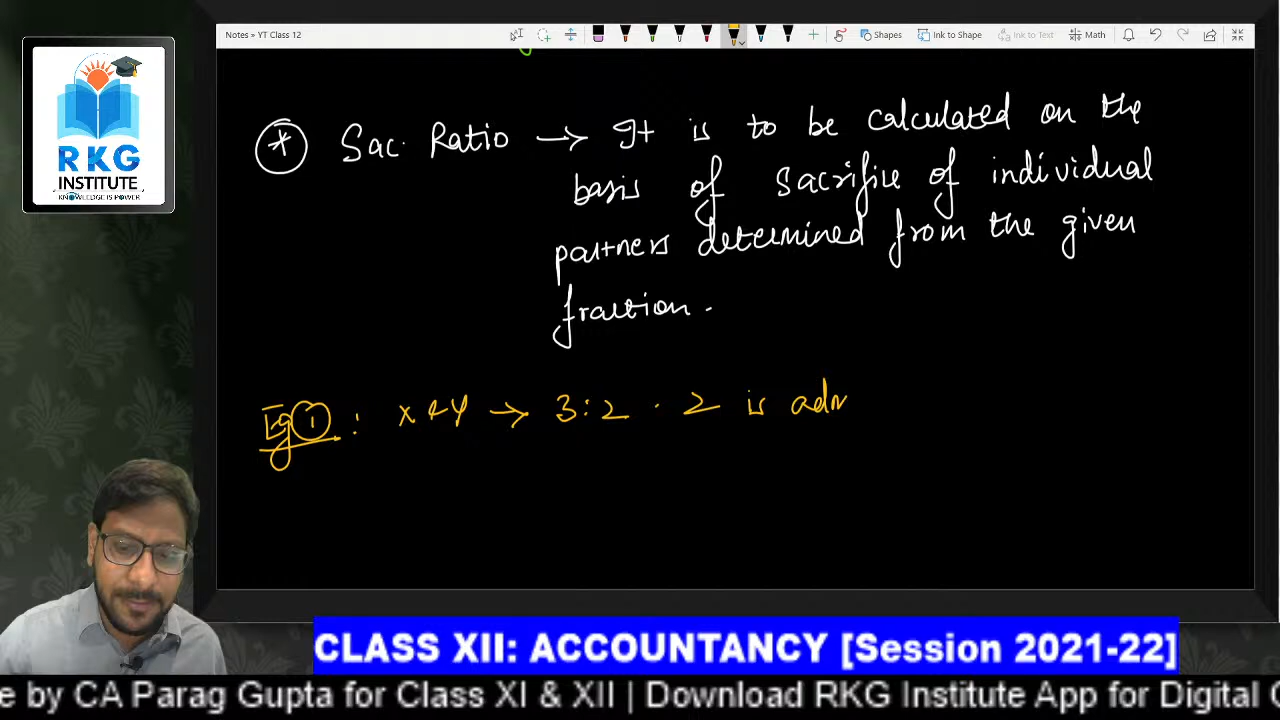 Notes » YT Class 12
Shapes
Ink to Shape
Ink to Text
Math
RKG
INSTITUTE
KNOWLEDGE IS POWER
* Sac. Ratio → It is to be calculated on the
basis of sacrifice of individual
partners determined from the given
fraction.
Eg ① : X & Y → 3:2 . Z is adm
CLASS XII: ACCOUNTANCY [Session 2021-22]
e by CA Parag Gupta for Class XI & XII | Download RKG Institute App for Digital C